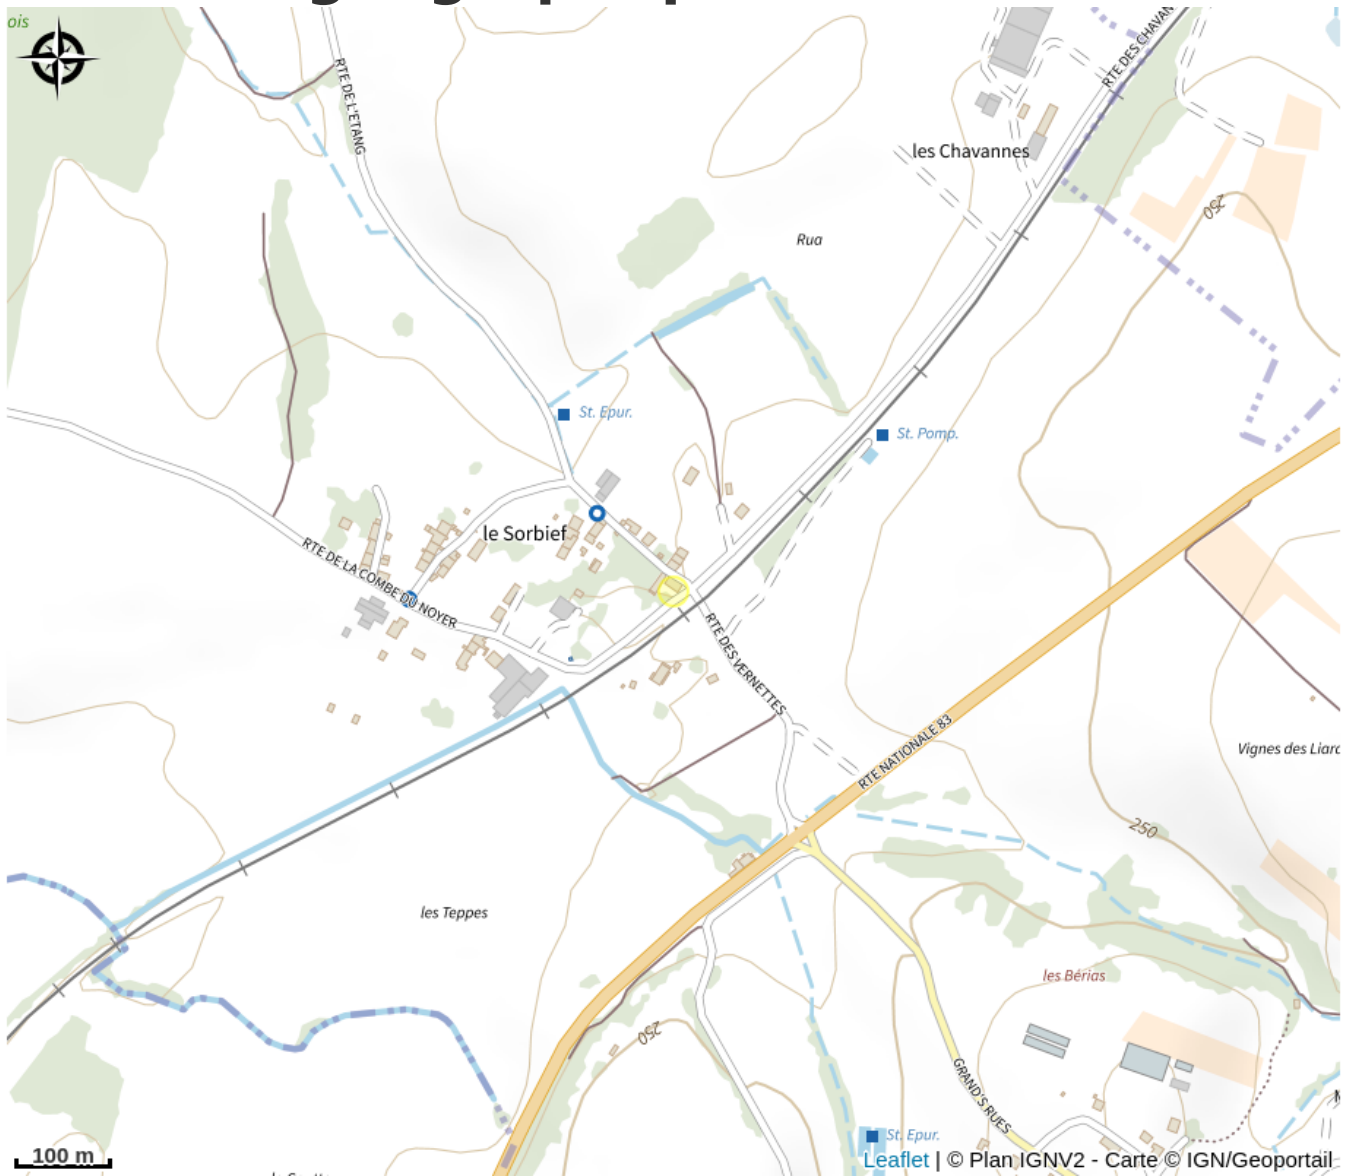 ois
RTE DE L'ETANG
RTE DES CHAVAN
les Chavannes
250
Rua
St. Epur.
St. Pomp.
le Sorbief
RTE DE LA COMBE DU NOYER
RTE DES VERNETTES
RTE NATIONALE 83
Vignes des Liard
250
les Teppes
les Bérias
250
GRAND'S RUES
St. Epur.
100 m
Leaflet | © Plan IGNV2 - Carte © IGN/Geoportail